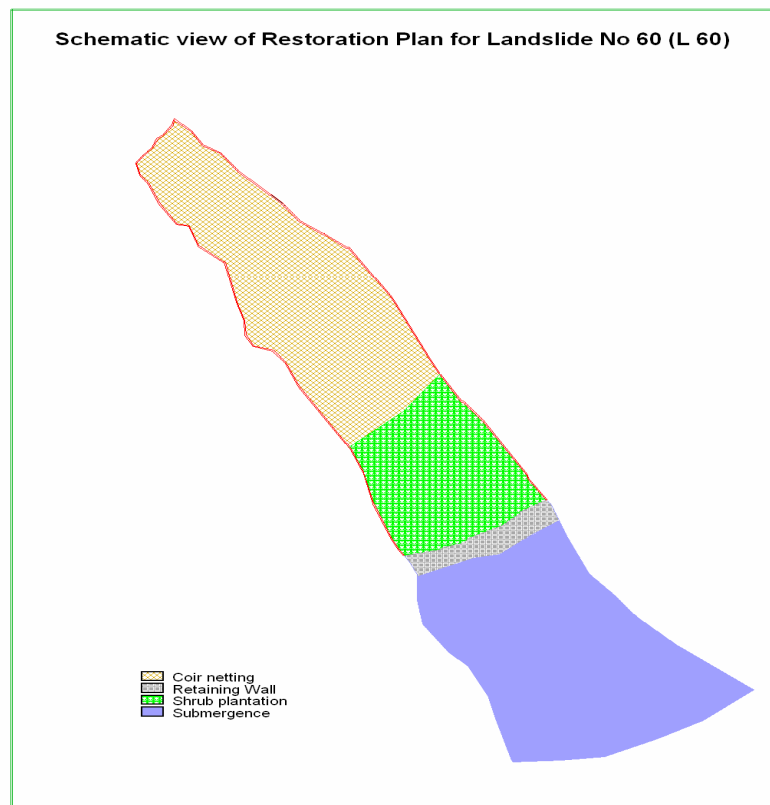 Schematic view of Restoration Plan for Landslide No 60 (L 60)
Coir netting
Retaining Wall
Shrub plantation
Submergence